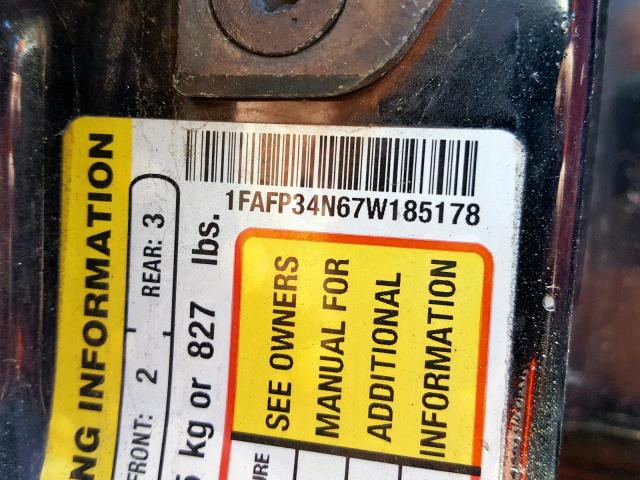 1FAFP34N67W185178
NG INFORMATION
FRONT: 2 REAR: 3
kg or 827 lbs.
SEE OWNERS
MANUAL FOR
ADDITIONAL
INFORMATION